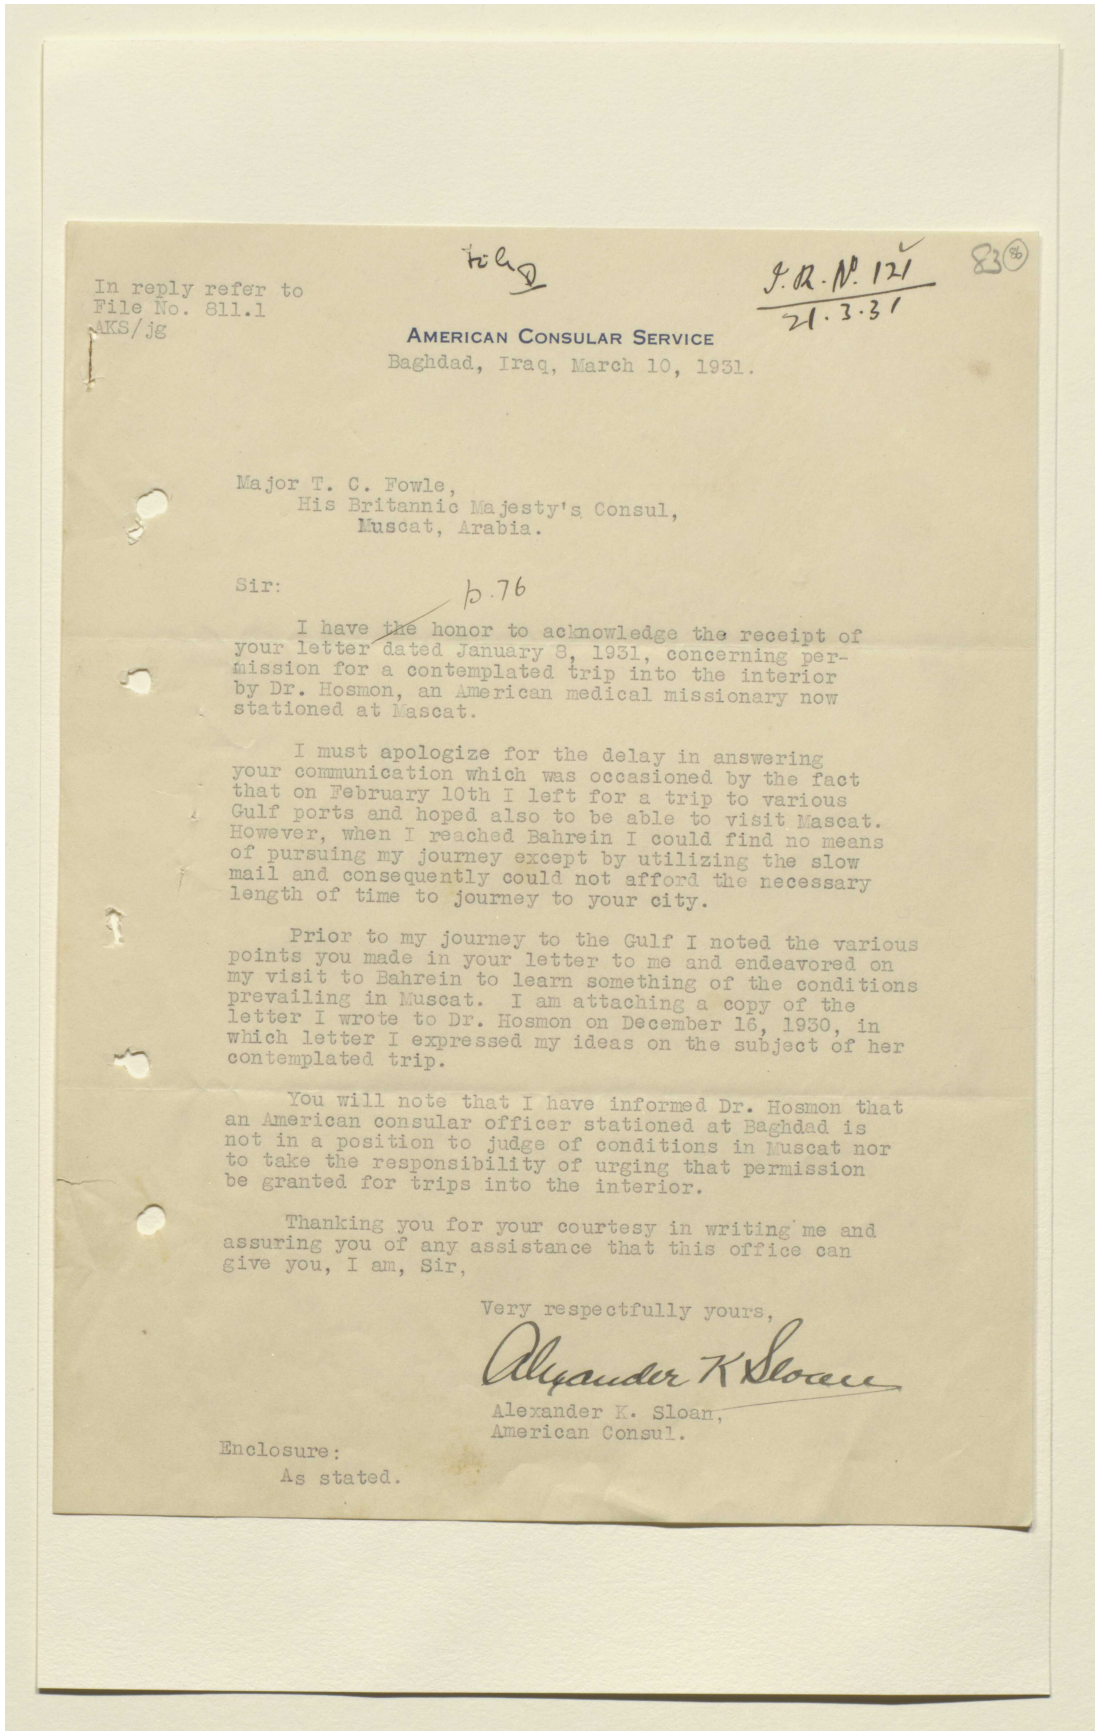 83 86
I. R. No. 121
21.3.31
In reply refer to
File No. 811.1
AKS/jg
AMERICAN CONSULAR SERVICE
Baghdad, Iraq, March 10, 1931.
Major T. C. Fowle,
His Britannic Majesty's Consul,
Muscat, Arabia.
Sir:
p.76
I have the honor to acknowledge the receipt of
your letter dated January 8, 1931, concerning per-
mission for a contemplated trip into the interior
by Dr. Hosmon, an American medical missionary now
stationed at Mascat.
I must apologize for the delay in answering
your communication which was occasioned by the fact
that on February 10th I left for a trip to various
Gulf ports and hoped also to be able to visit Mascat.
However, when I reached Bahrein I could find no means
of pursuing my journey except by utilizing the slow
mail and consequently could not afford the necessary
length of time to journey to your city.
Prior to my journey to the Gulf I noted the various
points you made in your letter to me and endeavored on
my visit to Bahrein to learn something of the conditions
prevailing in Muscat. I am attaching a copy of the
letter I wrote to Dr. Hosmon on December 16, 1930, in
which letter I expressed my ideas on the subject of her
contemplated trip.
You will note that I have informed Dr. Hosmon that
an American consular officer stationed at Baghdad is
not in a position to judge of conditions in Muscat nor
to take the responsibility of urging that permission
be granted for trips into the interior.
Thanking you for your courtesy in writing me and
assuring you of any assistance that this office can
give you, I am, Sir,
Very respectfully yours,
Alexander K Sloan
Alexander K. Sloan,
American Consul.
Enclosure:
As stated.